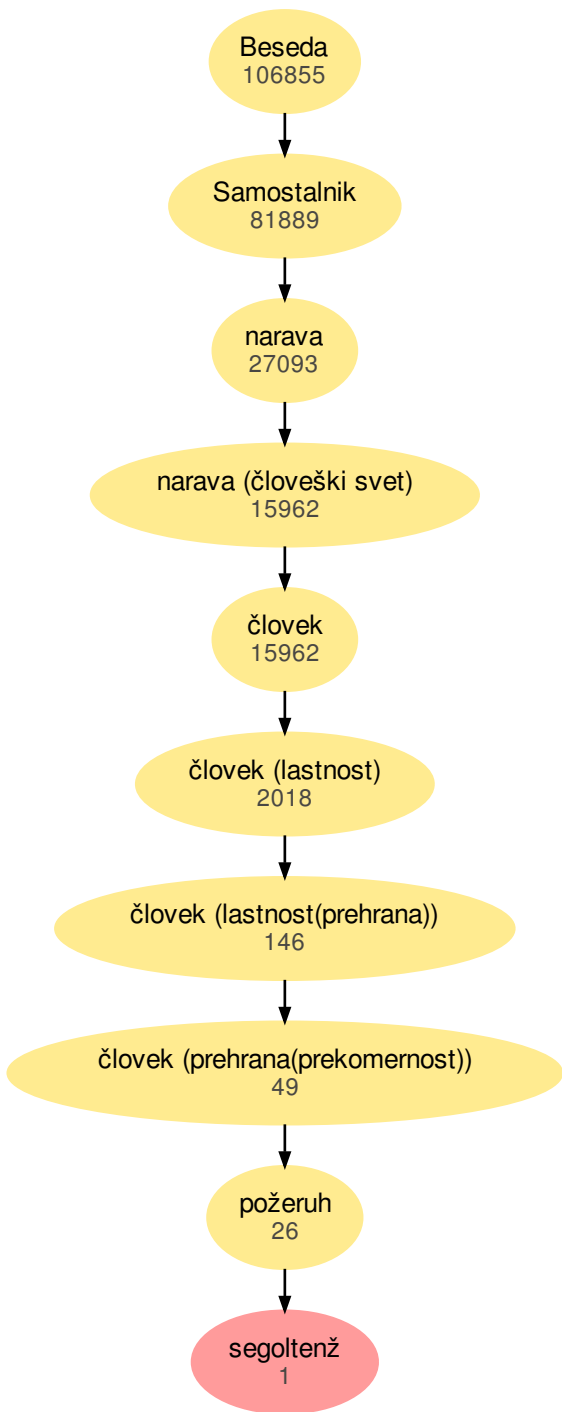 Beseda
106855
Samostalnik
81889
narava
27093
narava (človeški svet)
15962
človek
15962
človek (lastnost)
2018
človek (lastnost(prehrana))
146
človek (prehrana(prekomernost))
49
požeruh
26
segoltenž
1